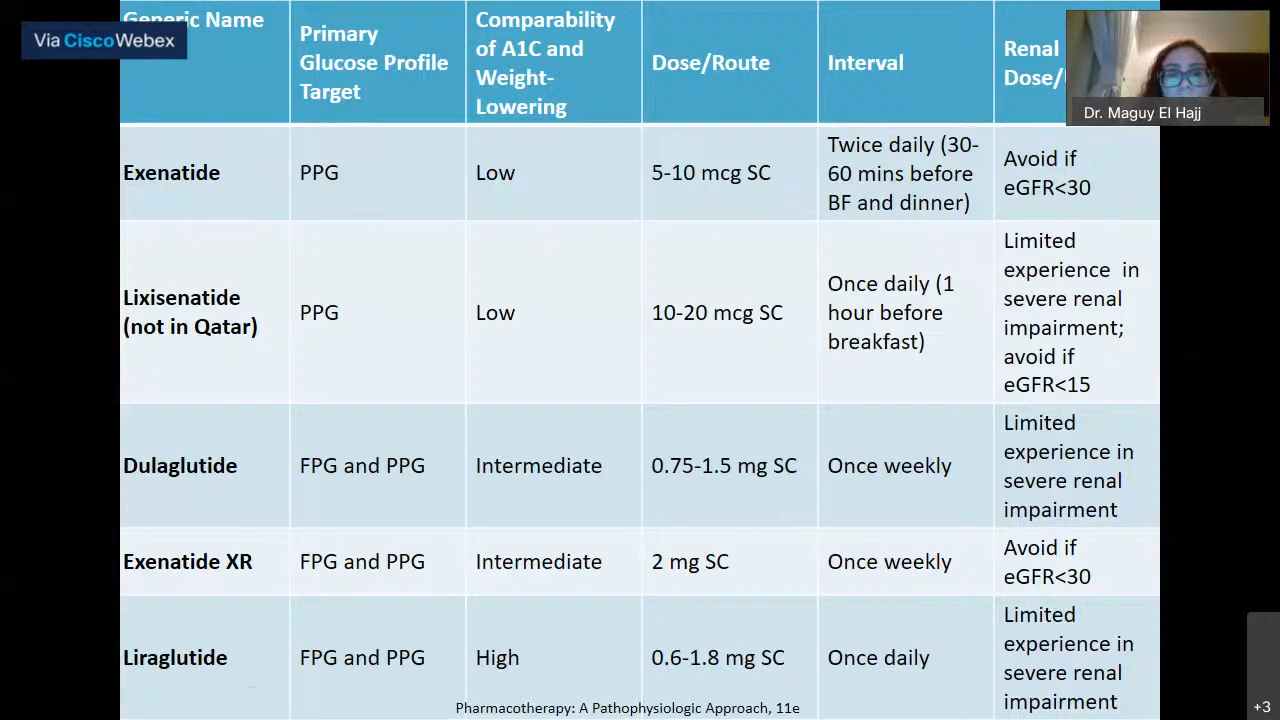 Generic Name
Via CiscoWebex
Primary
Glucose Profile
Target
Comparability
of A1C and
Weight-
Lowering
Dose/Route
Interval
Renal
Dose/
Dr. Maguy El Hajj
Exenatide
PPG
Low
5-10 mcg SC
Twice daily (30-
60 mins before
BF and dinner)
Avoid if
eGFR<30
Lixisenatide
(not in Qatar)
PPG
Low
10-20 mcg SC
Once daily (1
hour before
breakfast)
Limited
experience in
severe renal
impairment;
avoid if
eGFR<15
Dulaglutide
FPG and PPG
Intermediate
0.75-1.5 mg SC
Once weekly
Limited
experience in
severe renal
impairment
Exenatide XR
FPG and PPG
Intermediate
2 mg SC
Once weekly
Avoid if
eGFR<30
Liraglutide
FPG and PPG
High
0.6-1.8 mg SC
Once daily
Limited
experience in
severe renal
impairment
Pharmacotherapy: A Pathophysiologic Approach, 11e
+3